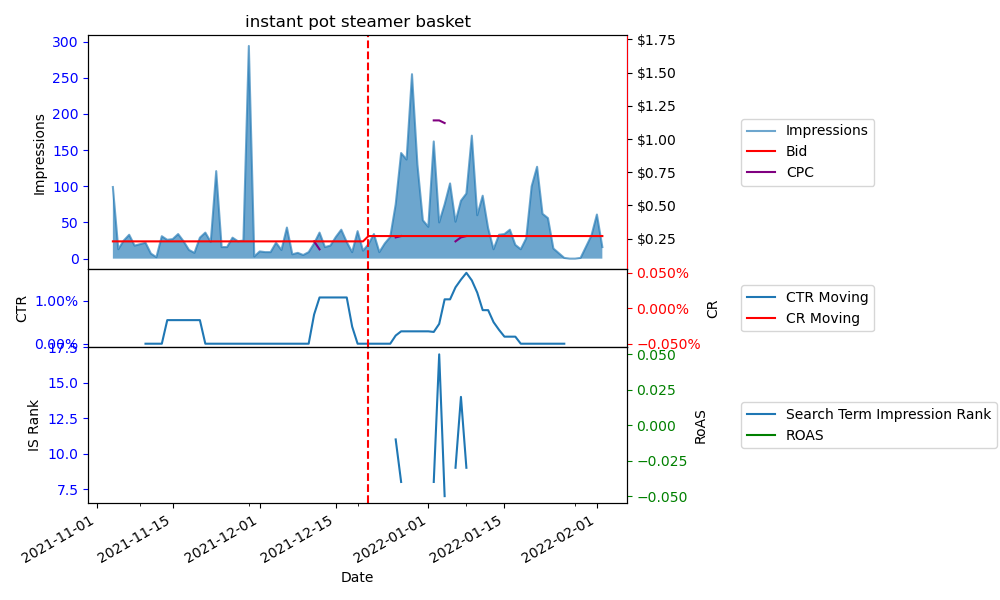 instant pot steamer basket
300
250
200
150
100
50
0
Impressions
$1.75
$1.50
$1.25
$1.00
$0.75
$0.50
$0.25
Impressions
Bid
CPC
1.00%
0.00%
CTR
0.050%
0.000%
−0.050%
CR
CTR Moving
CR Moving
17.5
15.0
12.5
10.0
7.5
IS Rank
0.050
0.025
0.000
−0.025
−0.050
RoAS
Search Term Impression Rank
ROAS
2021-11-01
2021-11-15
2021-12-01
2021-12-15
2022-01-01
2022-01-15
2022-02-01
Date